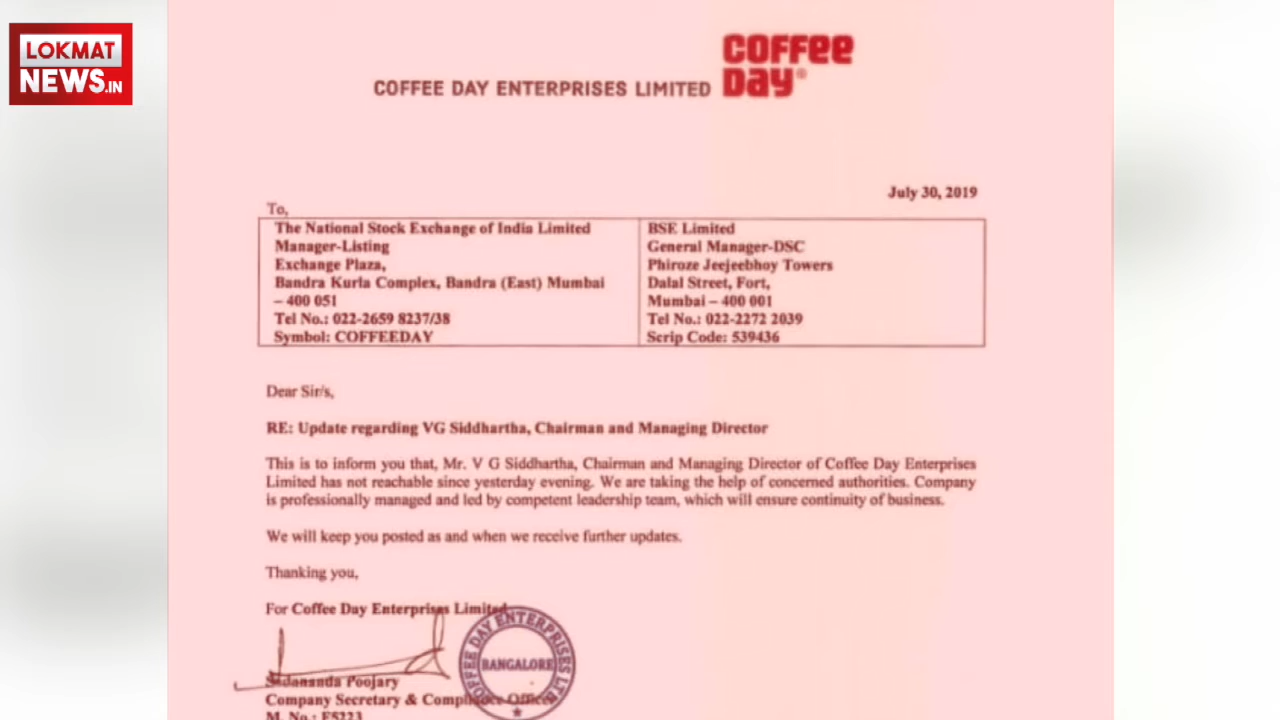 LOKMAT
NEWS.IN
COFFEE DAY ENTERPRISES LIMITED
COFFEE
Day®
July 30, 2019
To,
The National Stock Exchange of India Limited
Manager-Listing
Exchange Plaza,
Bandra Kurla Complex, Bandra (East) Mumbai
– 400 051
Tel No.: 022-2659 8237/38
Symbol: COFFEEDAY
BSE Limited
General Manager-DSC
Phiroze Jeejeebhoy Towers
Dalal Street, Fort,
Mumbai – 400 001
Tel No.: 022-2272 2039
Scrip Code: 539436
Dear Sir/s,
RE: Update regarding VG Siddhartha, Chairman and Managing Director
This is to inform you that, Mr. V G Siddhartha, Chairman and Managing Director of Coffee Day Enterprises
Limited has not reachable since yesterday evening. We are taking the help of concerned authorities. Company
is professionally managed and led by competent leadership team, which will ensure continuity of business.
We will keep you posted as and when we receive further updates.
Thanking you,
For Coffee Day Enterprises Limited
COFFEE DAY ENTERPRISES LTD
BANGALORE
Sadananda Poojary
Company Secretary & Compliance Officer
M. No.: F5223